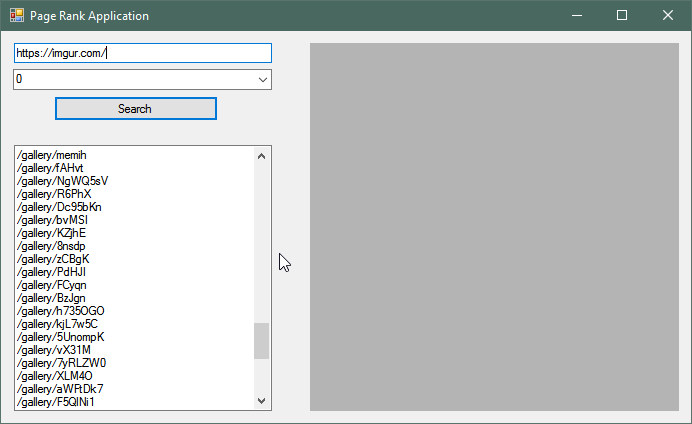 Page Rank Application
https://imgur.com/
0
Search
/gallery/memih
/gallery/fAHvt
/gallery/NgWQ5sV
/gallery/R6PhX
/gallery/Dc95bKn
/gallery/bvMSI
/gallery/KZjhE
/gallery/8nsdp
/gallery/zCBgK
/gallery/PdHJl
/gallery/FCyqn
/gallery/BzJgn
/gallery/h735OGO
/gallery/kjL7w5C
/gallery/5UnompK
/gallery/vX31M
/gallery/7yRLZW0
/gallery/XLM4O
/gallery/aWFtDk7
/gallery/F5QlNi1